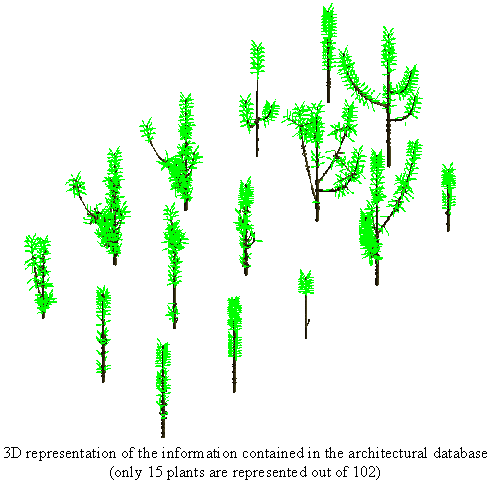 3D representation of the information contained in the architectural database
(only 15 plants are represented out of 102)